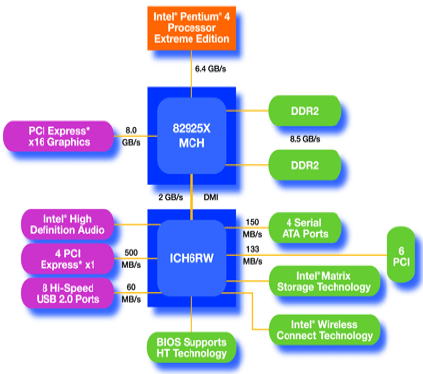 Intel® Pentium® 4
Processor
Extreme Edition
6.4 GB/s
PCI Express*
x16 Graphics
8.0
GB/s
82925X
MCH
DDR2
8.5 GB/s
DDR2
2 GB/s
DMI
Intel® High
Definition Audio
4 PCI
Express* x1
500
MB/s
8 Hi-Speed
USB 2.0 Ports
60
MB/s
ICH6RW
150
MB/s
4 Serial
ATA Ports
133
MB/s
6
PCI
Intel® Matrix
Storage Technology
Intel® Wireless
Connect Technology
BIOS Supports
HT Technology